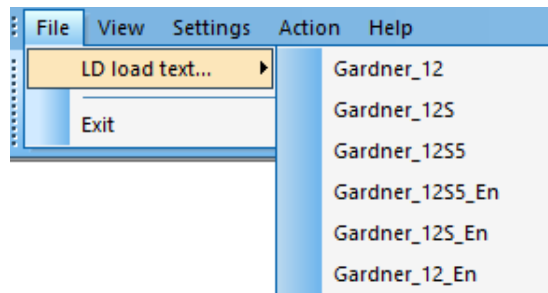 File View Settings Action Help
LD load text...
Exit
Gardner_12
Gardner_12S
Gardner_12S5
Gardner_12S5_En
Gardner_12S_En
Gardner_12_En